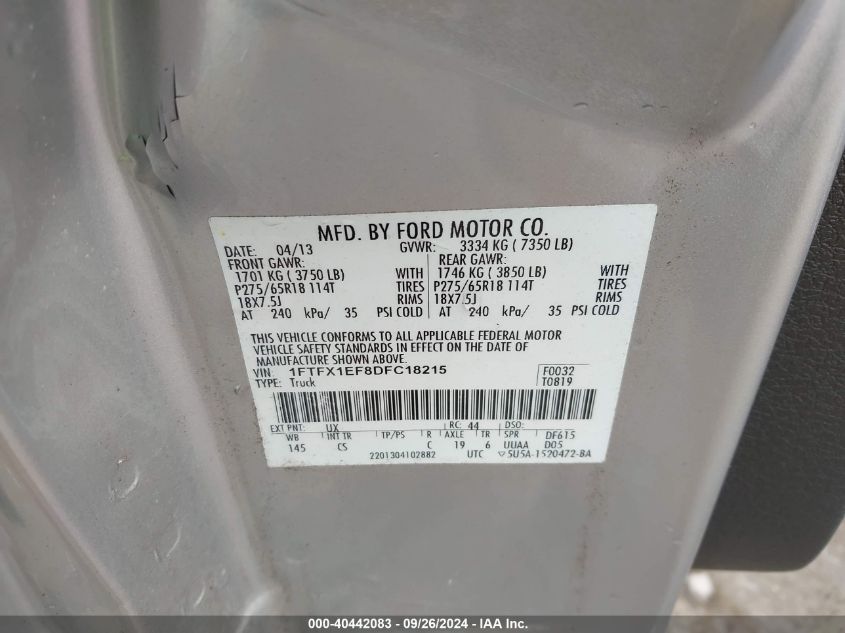 MFD. BY FORD MOTOR CO.
DATE: 04/13 GVWR: 3334 KG ( 7350 LB)
FRONT GAWR: REAR GAWR:
1701 KG ( 3750 LB) WITH 1746 KG ( 3850 LB) WITH
P275/65R18 114T TIRES P275/65R18 114T TIRES
18X7.5J RIMS 18X7.5J RIMS
AT 240 kPa/ 35 PSI COLD AT 240 kPa/ 35 PSI COLD
THIS VEHICLE CONFORMS TO ALL APPLICABLE FEDERAL MOTOR
VEHICLE SAFETY STANDARDS IN EFFECT ON THE DATE OF
MANUFACTURE SHOWN ABOVE.
VIN: 1FTFX1EF8DFC18215 F0032
TYPE: Truck T0819
EXT PNT: UX RC: 44 DSO:
WB INT TR TP/PS R AXLE TR SPR DF615
145 CS C 19 6 UUAA D05
2201304102882 UTC ▽5U5A-1520472-BA
000-40442083 - 09/26/2024 - IAA Inc.